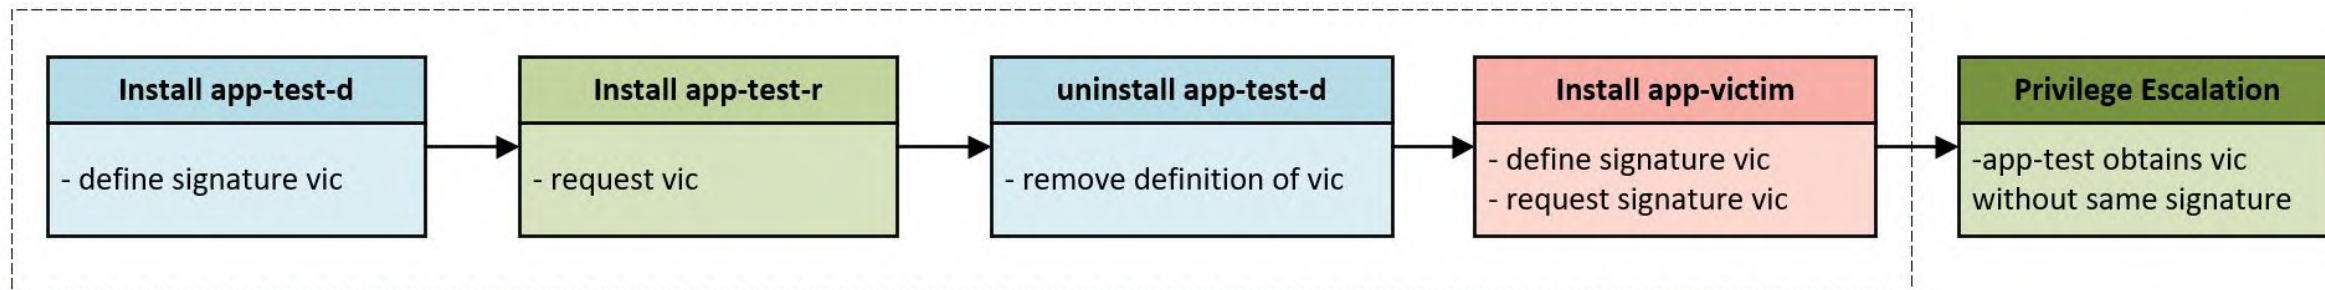 Install app-test-d
- define signature vic
Install app-test-r
- request vic
uninstall app-test-d
- remove definition of vic
Install app-victim
- define signature vic
- request signature vic
Privilege Escalation
-app-test obtains vic
without same signature